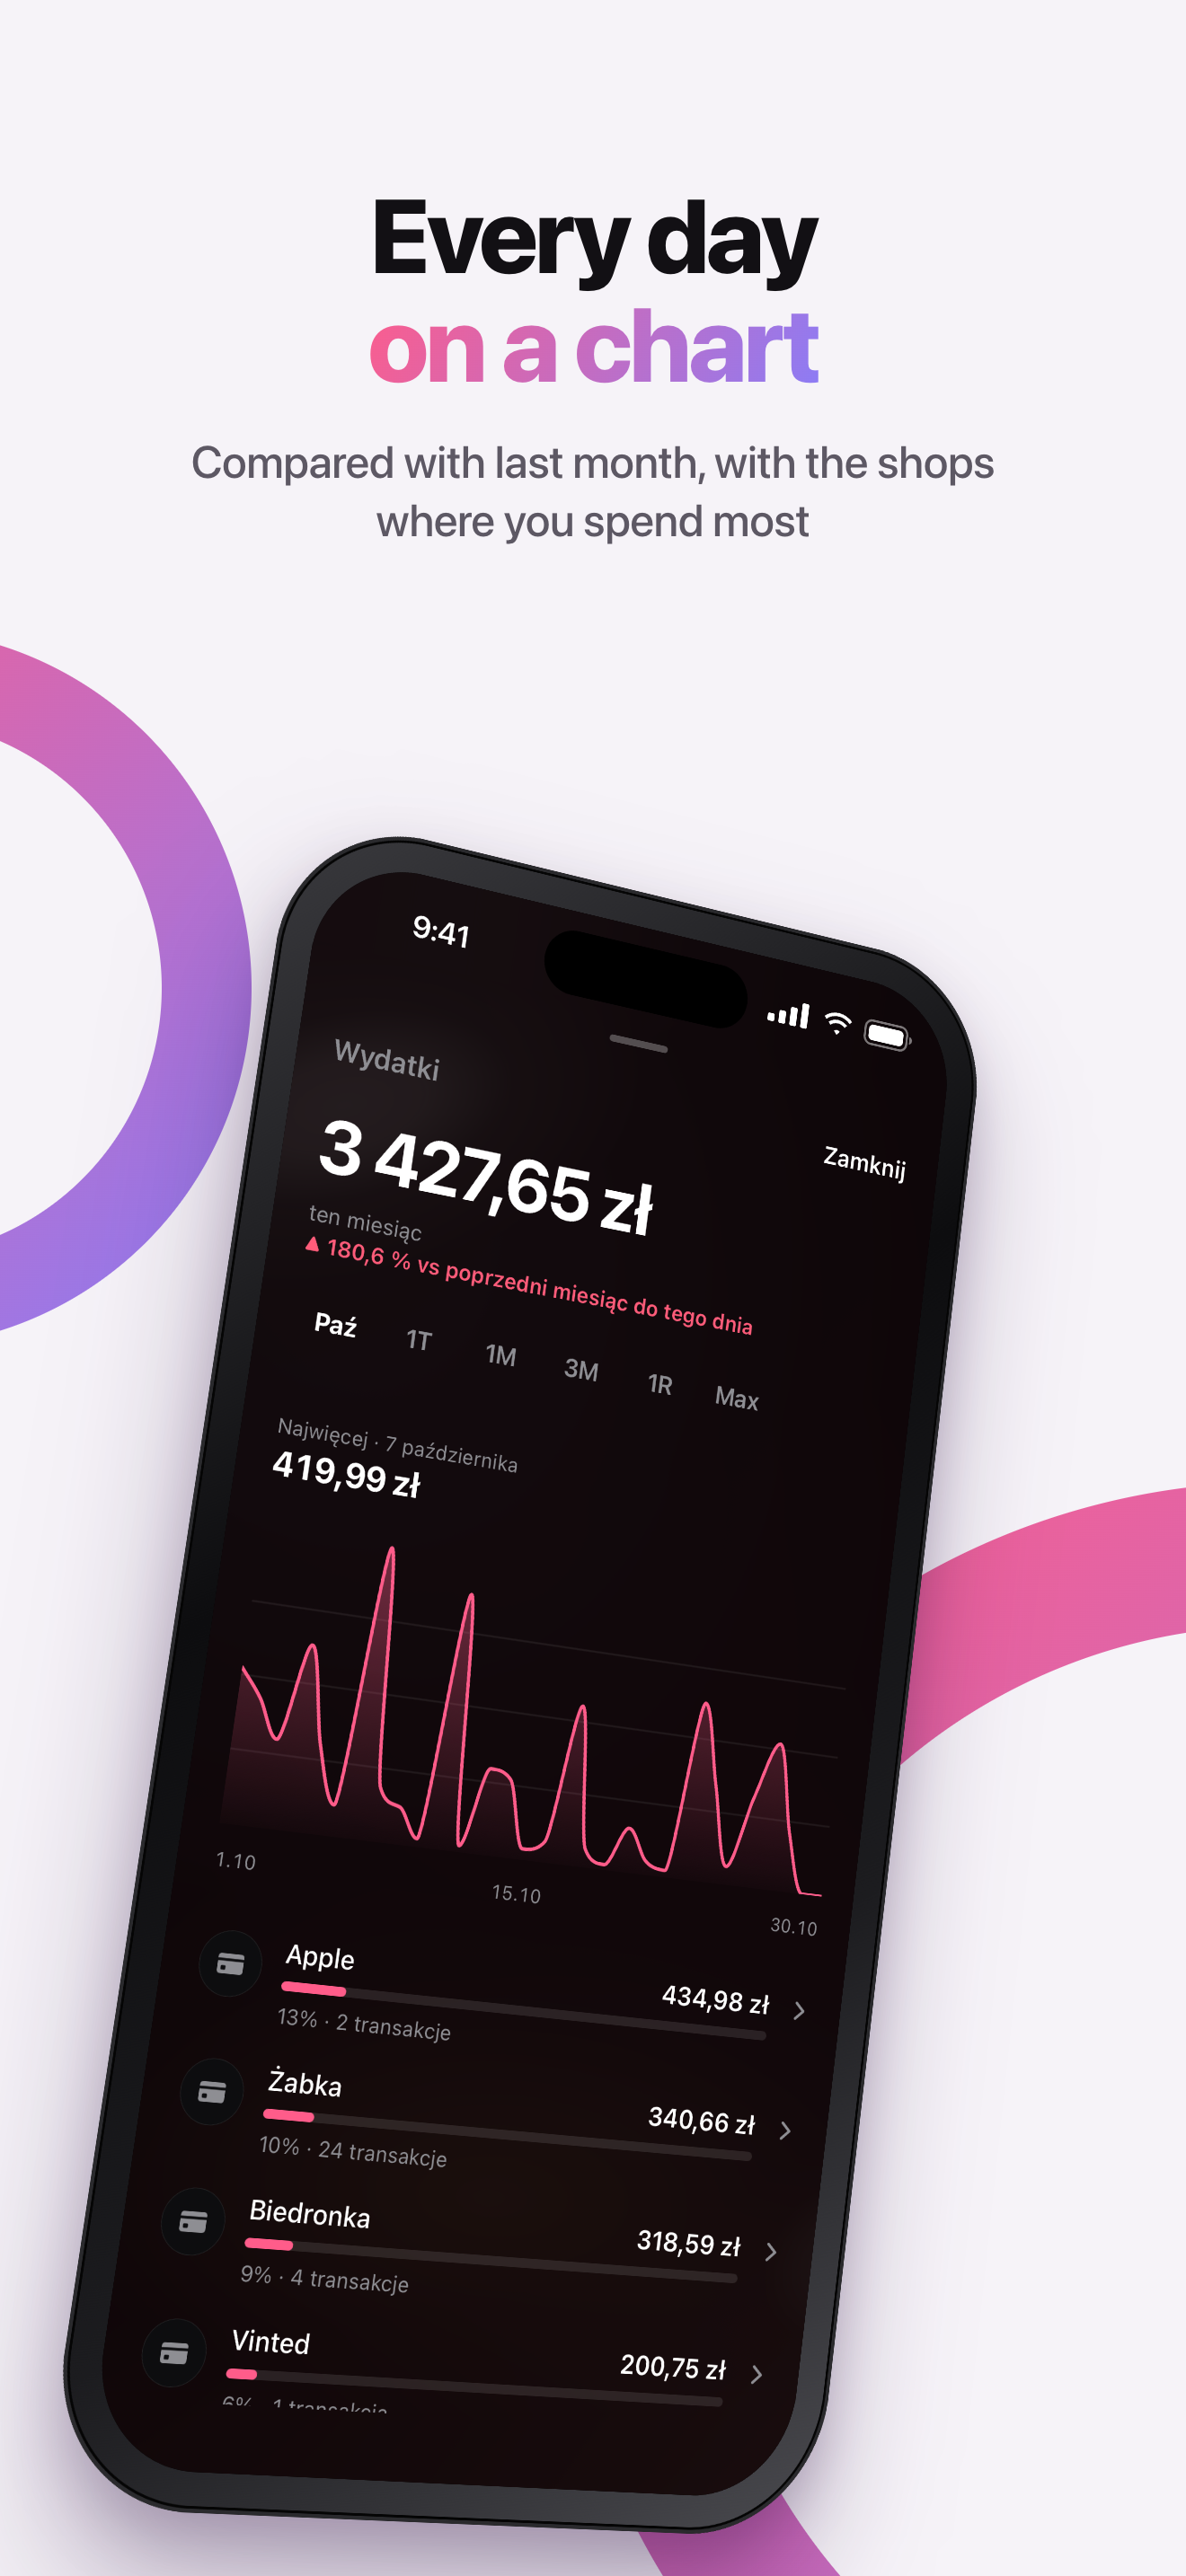 Every day
on a chart
Compared with last month, with the shops
where you spend most
9:41
Wydatki
Zamknij
3 427,65 zł
ten miesiąc
▲ 180,6 % vs poprzedni miesiąc do tego dnia
Paź 1T 1M 3M 1R Max
Najwięcej · 7 października
419,99 zł
1.10 15.10 30.10
Apple 434,98 zł
13% · 2 transakcje
Żabka 340,66 zł
10% · 24 transakcje
Biedronka 318,59 zł
9% · 4 transakcje
Vinted 200,75 zł
6% · 1 transakcja